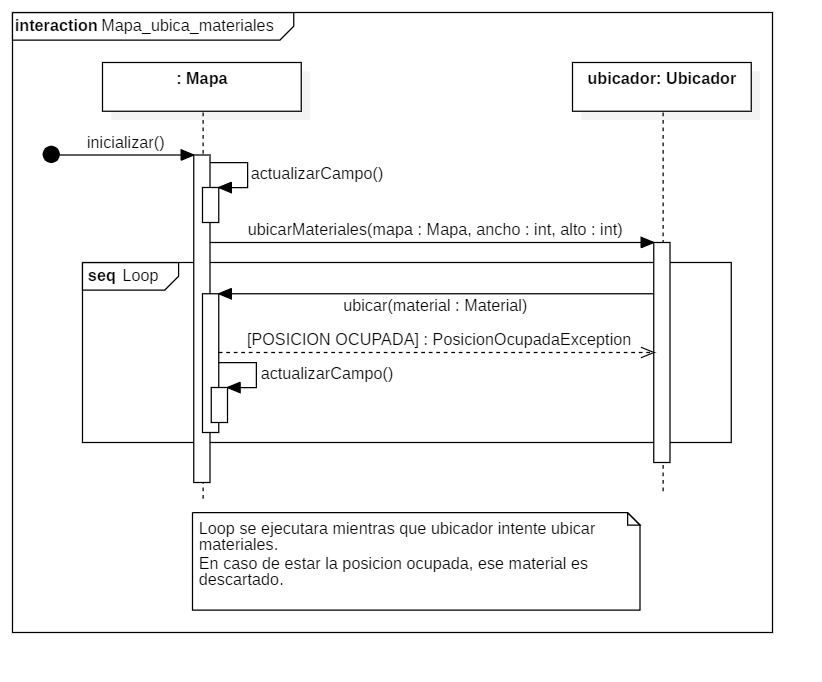 interaction Mapa_ubica_materiales
: Mapa
ubicador: Ubicador
inicializar()
actualizarCampo()
ubicarMateriales(mapa : Mapa, ancho : int, alto : int)
seq Loop
ubicar(material : Material)
[POSICION OCUPADA] : PosicionOcupadaException
actualizarCampo()
Loop se ejecutara mientras que ubicador intente ubicar
materiales.
En caso de estar la posicion ocupada, ese material es
descartado.